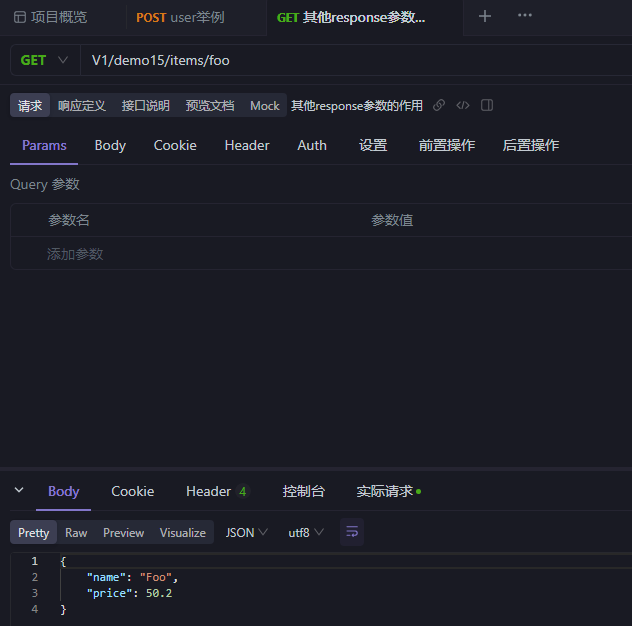 项目概览 POST user举例 GET 其他response参数...
GET V1/demo15/items/foo
请求 响应定义 接口说明 预览文档 Mock 其他response参数的作用
Params Body Cookie Header Auth 设置 前置操作 后置操作
Query 参数
参数名 参数值
添加参数
Body Cookie Header 4 控制台 实际请求
Pretty Raw Preview Visualize JSON utf8
1 {
2 "name": "Foo",
3 "price": 50.2
4 }